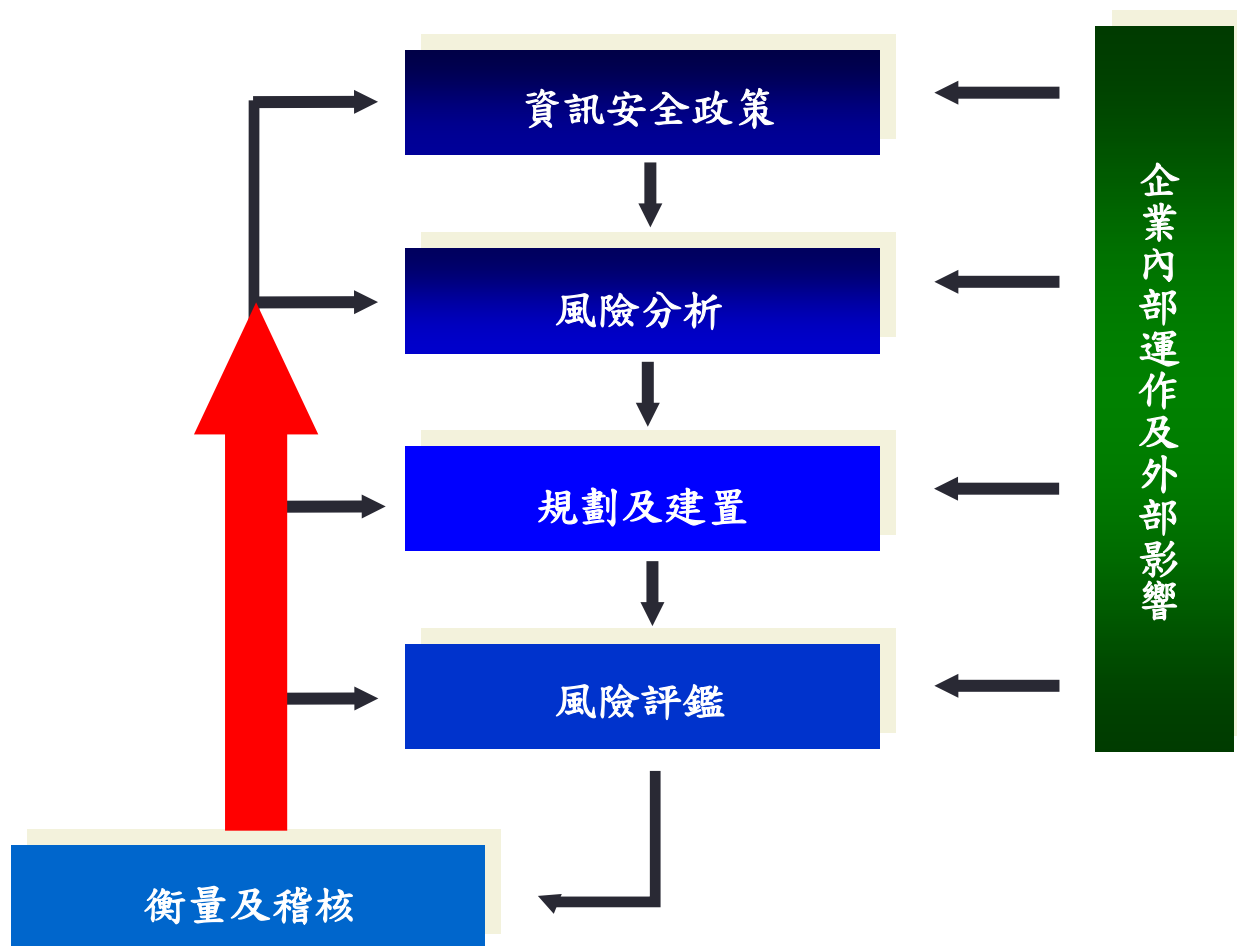 資訊安全政策
風險分析
規劃及建置
風險評鑑
衡量及稽核
企業內部運作及外部影響